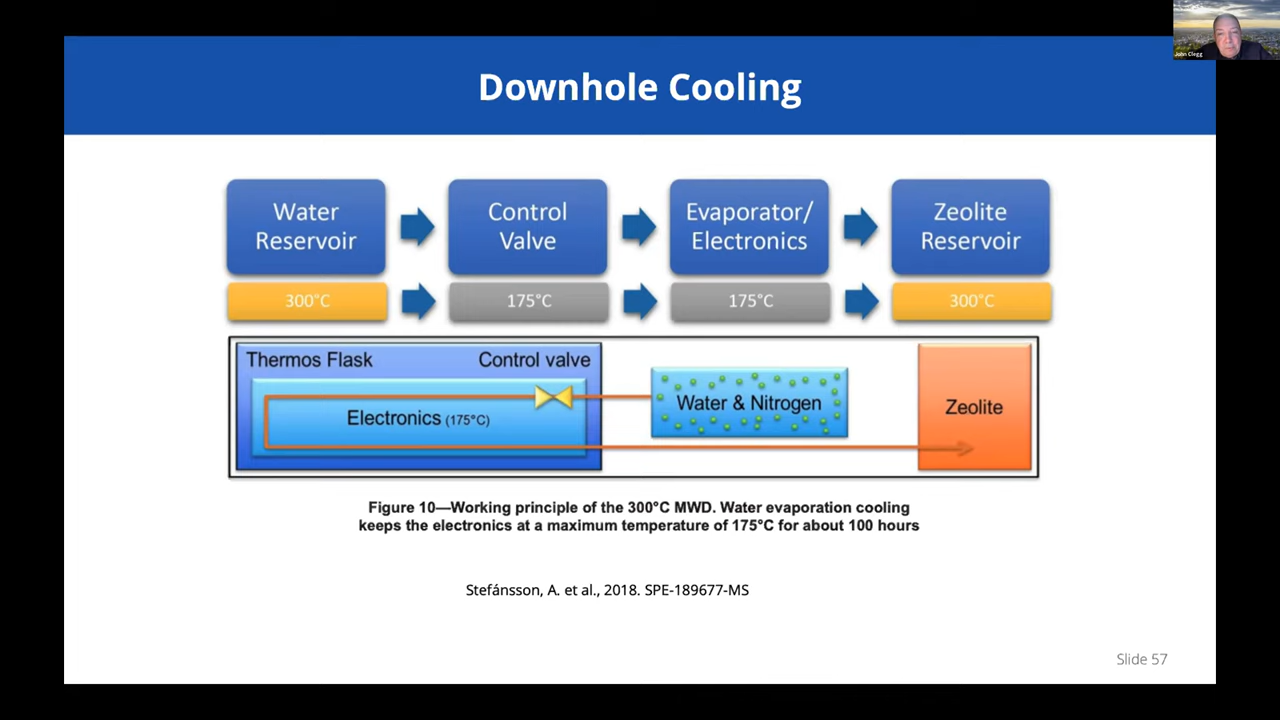 John Clegg
Downhole Cooling
Water
Reservoir
Control
Valve
Evaporator/
Electronics
Zeolite
Reservoir
300°C
175°C
175°C
300°C
Thermos Flask
Control valve
Electronics (175°C)
Water & Nitrogen
Zeolite
Figure 10—Working principle of the 300°C MWD. Water evaporation cooling
keeps the electronics at a maximum temperature of 175°C for about 100 hours
Stefánsson, A. et al., 2018. SPE-189677-MS
Slide 57